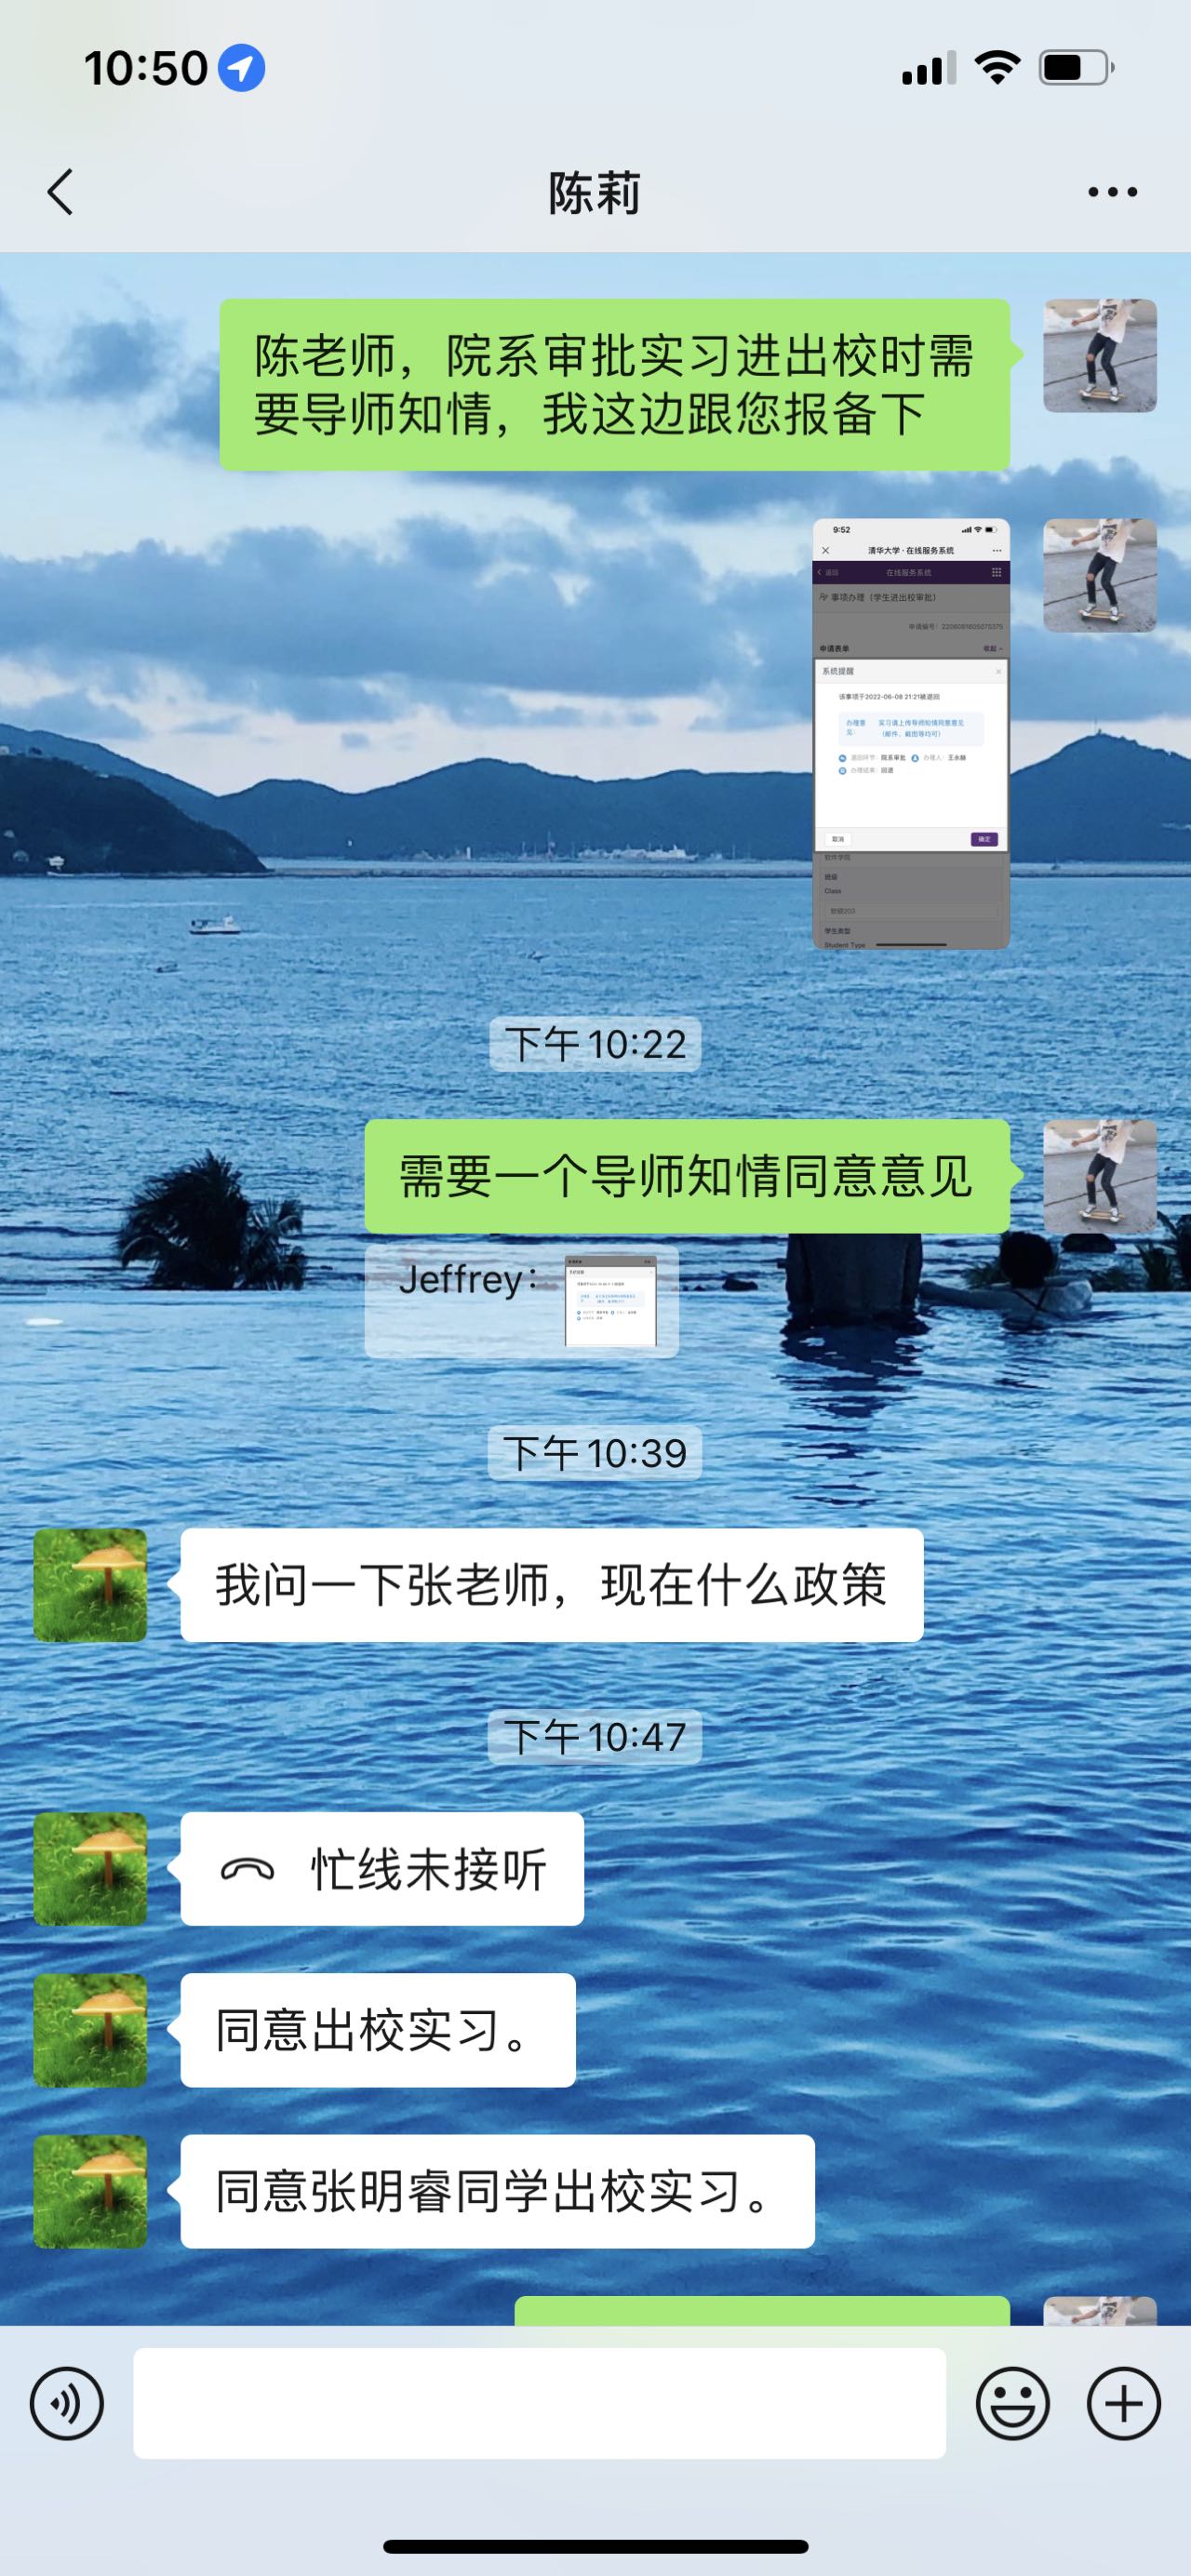 10:50
陈莉
陈老师，院系审批实习进出校时需
要导师知情，我这边跟您报备下
9:52
清华大学·在线服务系统
返回
在线服务系统
事项办理（学生进出校审批）
申请编号：
申请表单
收起
系统提醒
该事项于2022-06-08 21:21被退回
办理意
见：
实习请上传导师知情同意意见
（邮件、截图等均可）
退回环节：院系审批
办理人：
办理结果：回退
取消
确定
软件学院
班级
Class
学生类型
Student Type
下午10:22
需要一个导师知情同意意见
Jeffrey：
下午10:39
我问一下张老师，现在什么政策
下午10:47
忙线未接听
同意出校实习。
同意张明睿同学出校实习。